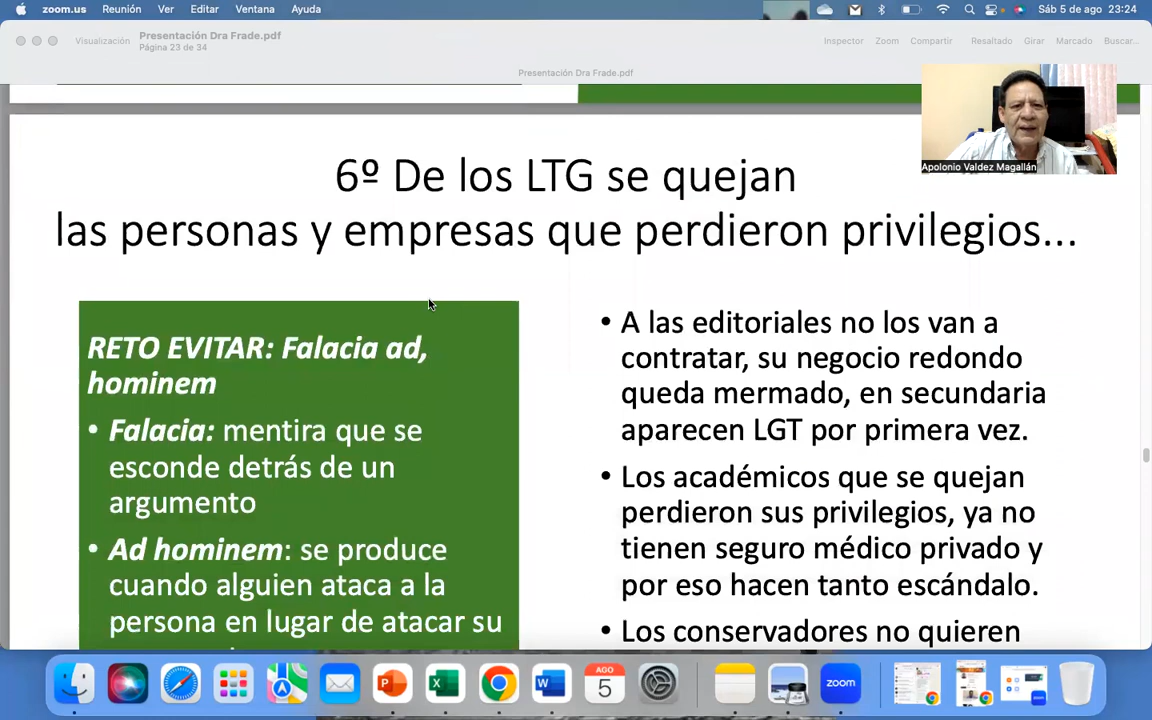 zoom.us Reunión Ver Editar Ventana Ayuda Sáb 5 de ago 23:24
Visualización Presentación Dra Frade.pdf
Página 23 de 34
Inspector Zoom Compartir Resaltado Girar Marcado Buscar...
Presentación Dra Frade.pdf
Apolonio Valdez Magallán
6º De los LTG se quejan
las personas y empresas que perdieron privilegios...
RETO EVITAR: Falacia ad,
hominem
• Falacia: mentira que se
esconde detrás de un
argumento
• Ad hominem: se produce
cuando alguien ataca a la
persona en lugar de atacar su
• A las editoriales no los van a
contratar, su negocio redondo
queda mermado, en secundaria
aparecen LGT por primera vez.
• Los académicos que se quejan
perdieron sus privilegios, ya no
tienen seguro médico privado y
por eso hacen tanto escándalo.
• Los conservadores no quieren
AGO
5
zoom